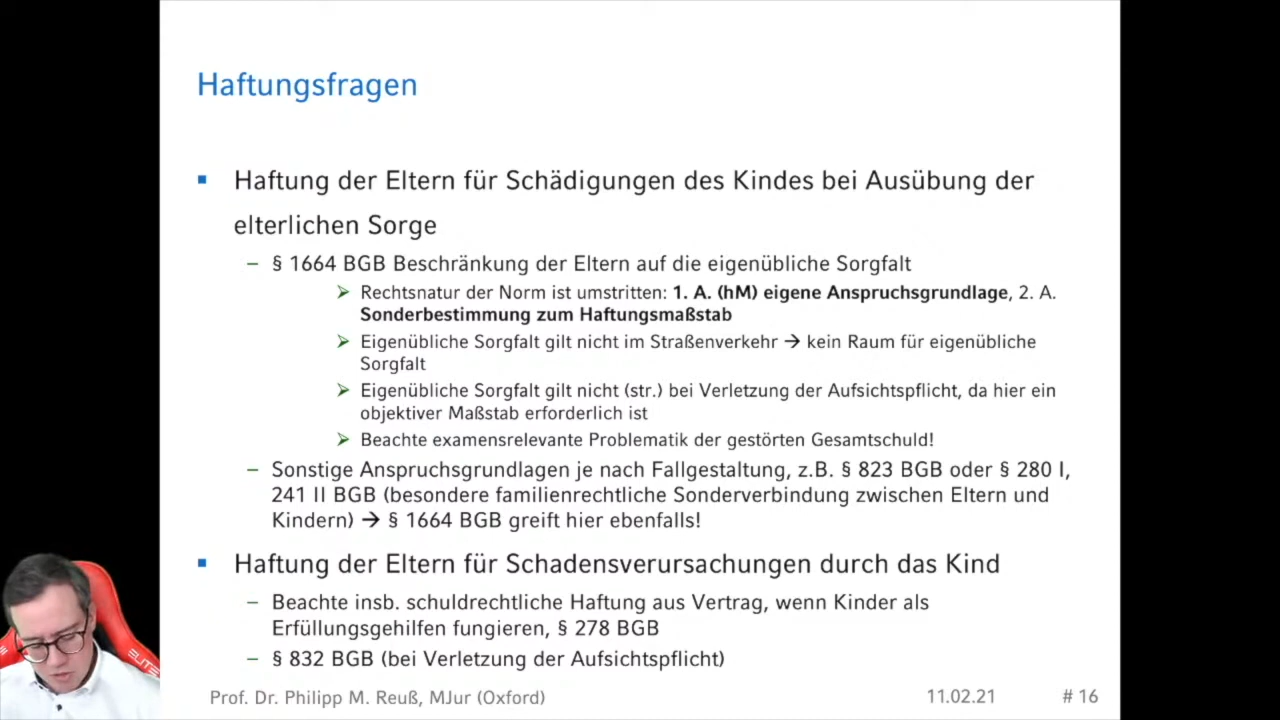 Haftungsfragen
▪ Haftung der Eltern für Schädigungen des Kindes bei Ausübung der
elterlichen Sorge
– § 1664 BGB Beschränkung der Eltern auf die eigenübliche Sorgfalt
➢ Rechtsnatur der Norm ist umstritten: 1. A. (hM) eigene Anspruchsgrundlage, 2. A.
Sonderbestimmung zum Haftungsmaßstab
➢ Eigenübliche Sorgfalt gilt nicht im Straßenverkehr → kein Raum für eigenübliche
Sorgfalt
➢ Eigenübliche Sorgfalt gilt nicht (str.) bei Verletzung der Aufsichtspflicht, da hier ein
objektiver Maßstab erforderlich ist
➢ Beachte examensrelevante Problematik der gestörten Gesamtschuld!
– Sonstige Anspruchsgrundlagen je nach Fallgestaltung, z.B. § 823 BGB oder § 280 I,
241 II BGB (besondere familienrechtliche Sonderverbindung zwischen Eltern und
Kindern) → § 1664 BGB greift hier ebenfalls!
▪ Haftung der Eltern für Schadensverursachungen durch das Kind
– Beachte insb. schuldrechtliche Haftung aus Vertrag, wenn Kinder als
Erfüllungsgehilfen fungieren, § 278 BGB
– § 832 BGB (bei Verletzung der Aufsichtspflicht)
Prof. Dr. Philipp M. Reuß, MJur (Oxford) 11.02.21 # 16